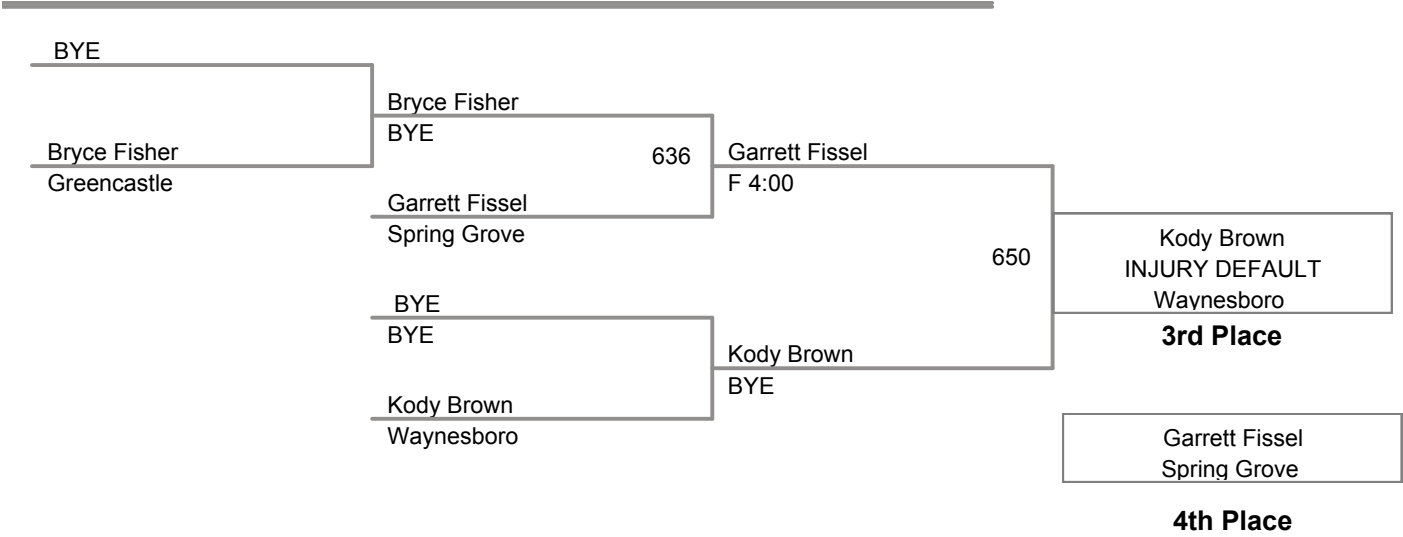 BYE
Bryce Fisher
Greencastle
Bryce Fisher
BYE
636
Garrett Fissel
Spring Grove
BYE
BYE
Kody Brown
Waynesboro
Garrett Fissel
F 4:00
650
Kody Brown
BYE
Kody Brown
INJURY DEFAULT
Waynesboro
3rd Place
Garrett Fissel
Spring Grove
4th Place